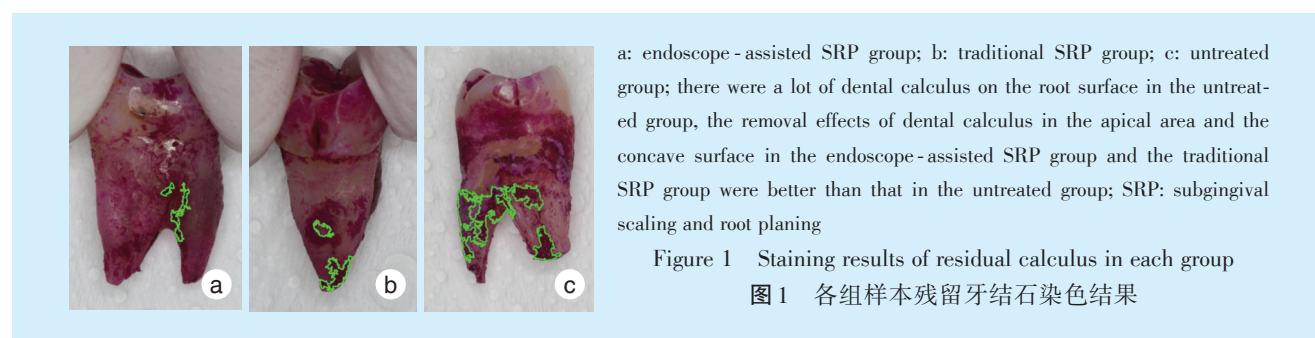 a
b
c
a: endoscope-assisted SRP group; b: traditional SRP group; c: untreated
group; there were a lot of dental calculus on the root surface in the untreat-
ed group, the removal effects of dental calculus in the apical area and the
concave surface in the endoscope-assisted SRP group and the traditional
SRP group were better than that in the untreated group; SRP: subgingival
scaling and root planing
Figure 1 Staining results of residual calculus in each group
图1 各组样本残留牙结石染色结果